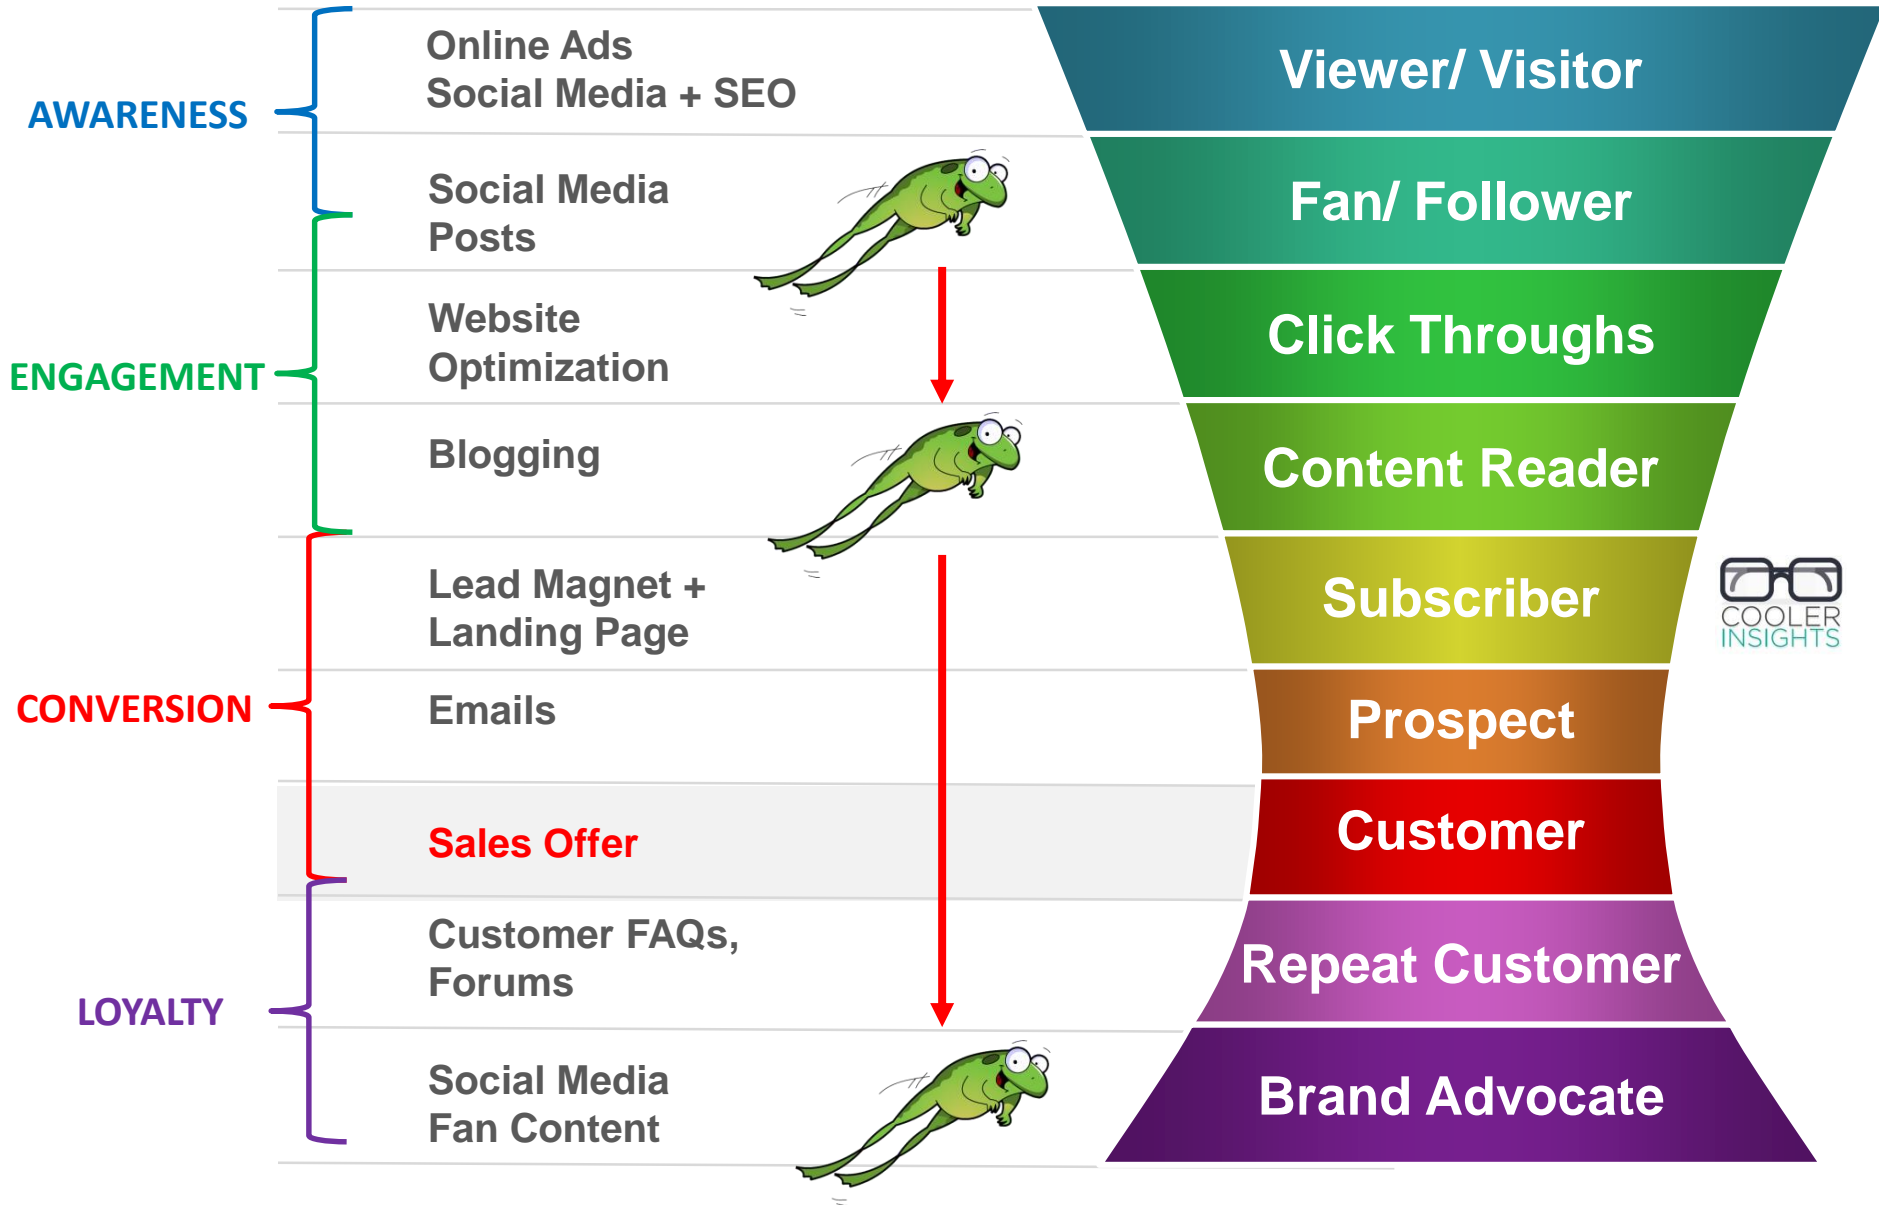 AWARENESS
Online Ads
Social Media + SEO
Viewer/ Visitor
Social Media
Posts
Fan/ Follower
ENGAGEMENT
Website
Optimization
Click Throughs
Blogging
Content Reader
Lead Magnet +
Landing Page
Subscriber
COOLER
INSIGHTS
CONVERSION
Emails
Prospect
Sales Offer
Customer
LOYALTY
Customer FAQs,
Forums
Repeat Customer
Social Media
Fan Content
Brand Advocate